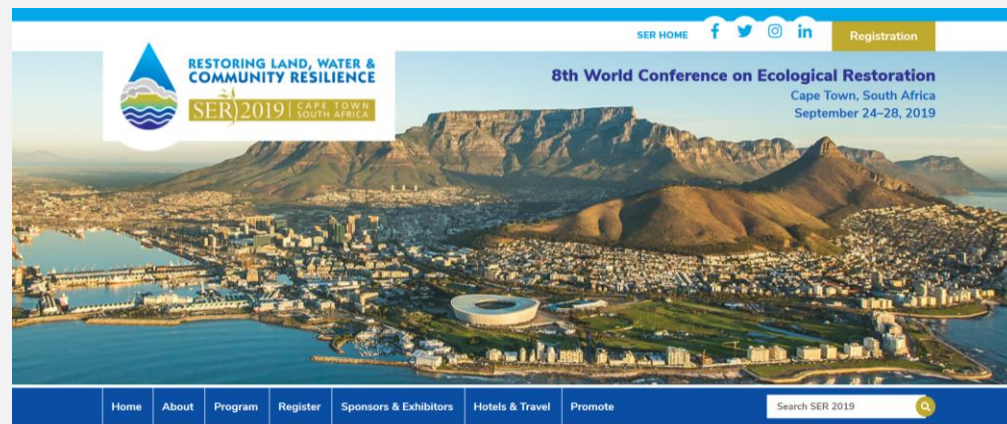 SER HOME
Registration
RESTORING LAND, WATER &
COMMUNITY RESILIENCE
SER 2019 | CAPE TOWN
SOUTH AFRICA
8th World Conference on Ecological Restoration
Cape Town, South Africa
September 24–28, 2019
Home About Program Register Sponsors & Exhibitors Hotels & Travel Promote Search SER 2019